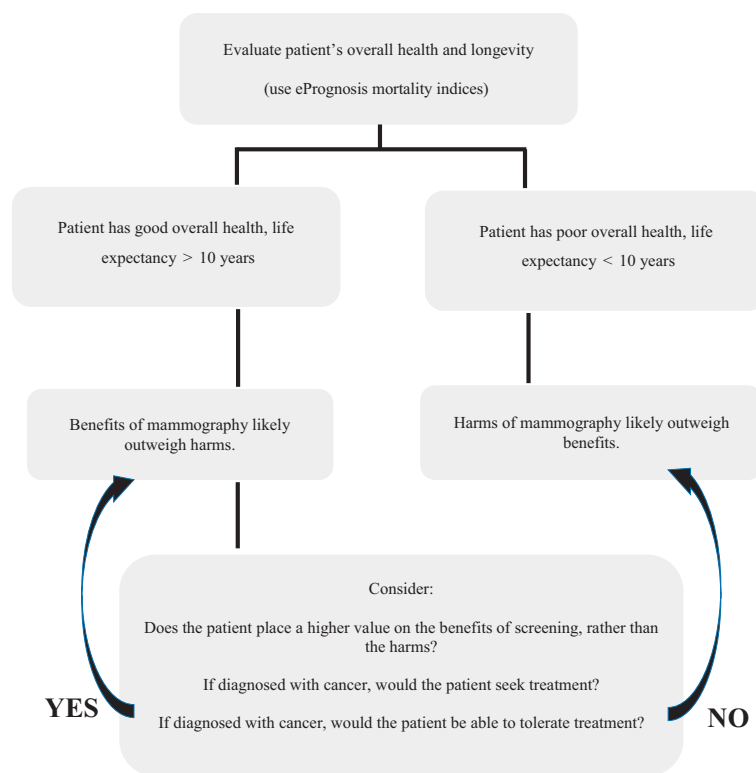 Evaluate patient’s overall health and longevity
(use ePrognosis mortality indices)
Patient has good overall health, life
expectancy > 10 years
Patient has poor overall health, life
expectancy < 10 years
Benefits of mammography likely
outweigh harms.
Harms of mammography likely outweigh
benefits.
Consider:
Does the patient place a higher value on the benefits of screening, rather than
the harms?
If diagnosed with cancer, would the patient seek treatment?
If diagnosed with cancer, would the patient be able to tolerate treatment?
YES
NO